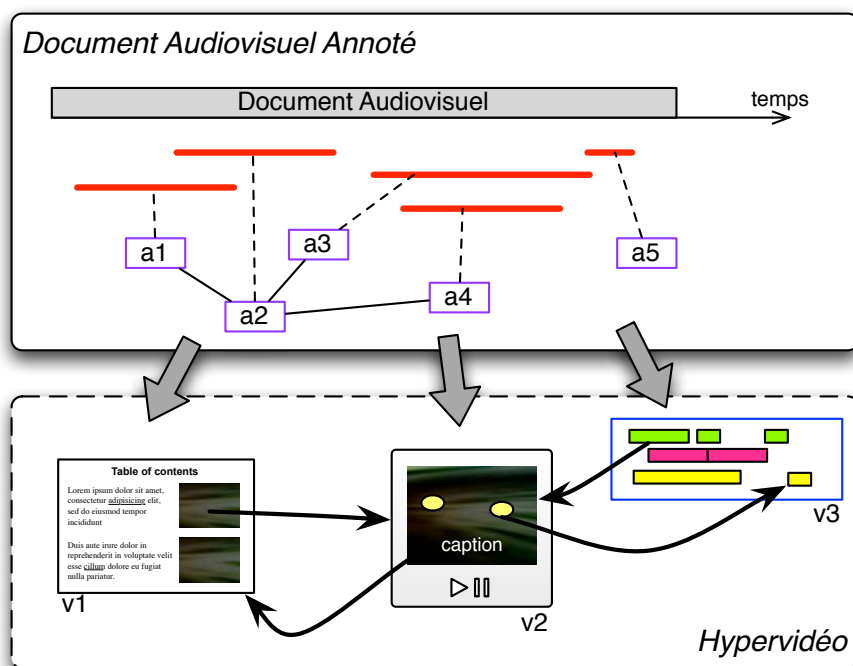 Document Audiovisuel Annoté
Document Audiovisuel
temps
a1
a3
a5
a2
a4
Table of contents
Lorem ipsum dolor sit amet,
consectetur adipisicing elit,
sed do eiusmod tempor
incididunt
Duis aute irure dolor in
reprehenderit in voluptate velit
esse cillum dolore eu fugiat
nulla pariatur.
v1
caption
v2
v3
Hypervidéo